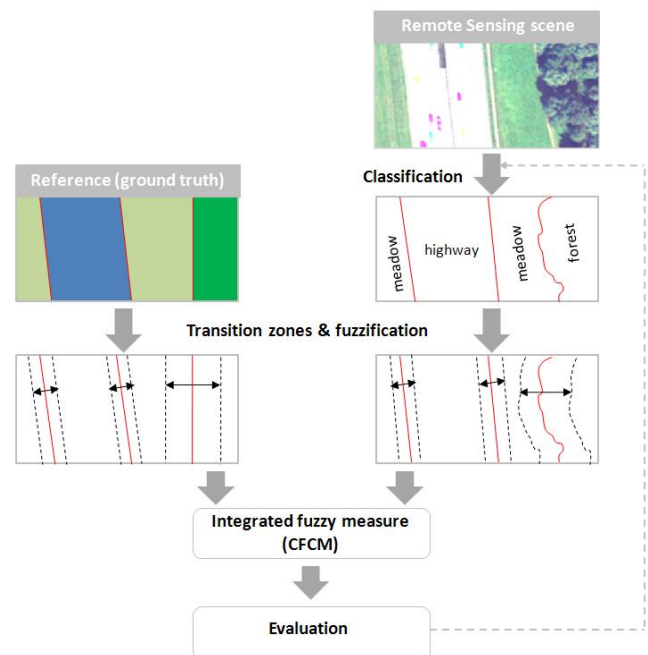 Remote Sensing scene
Reference (ground truth)
Classification
meadow
highway
meadow
forest
Transition zones & fuzzification
Integrated fuzzy measure
(CFCM)
Evaluation